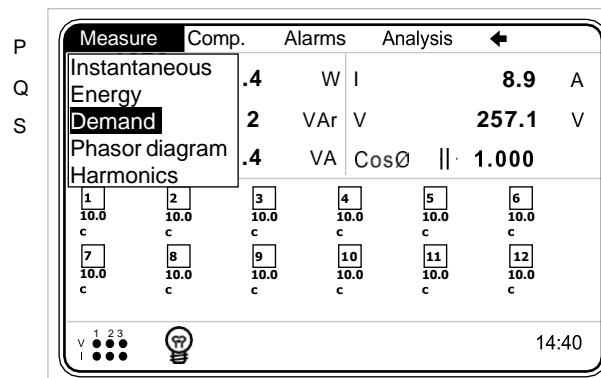 Measure Comp. Alarms Analysis
P Instantaneous .4 W I 8.9 A
Energy
Q Demand 2 VAr V 257.1 V
S Phasor diagram .4 VA CosØ 1.000
Harmonics
1 2 3 4 5 6
10.0 10.0 10.0 10.0 10.0 10.0
c c c c c c
7 8 9 10 11 12
10.0 10.0 10.0 10.0 10.0 10.0
c c c c c c
1 2 3
V
I
14:40